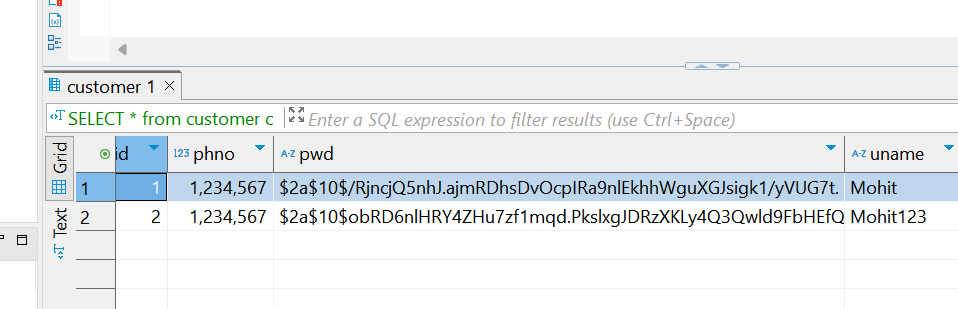 customer 1
SELECT * from customer c Enter a SQL expression to filter results (use Ctrl+Space)
Grid
Text
id 123 phno A-Z pwd A-Z uname
1 1 1,234,567 $2a$10$/RjncjQ5nhJ.ajmRDhsDvOcpIRa9nlEkhhWguXGJsigk1/yVUG7t. Mohit
2 2 1,234,567 $2a$10$obRD6nlHRY4ZHu7zf1mqd.PkslxgJDRzXKLy4Q3Qwld9FbHEfQ Mohit123